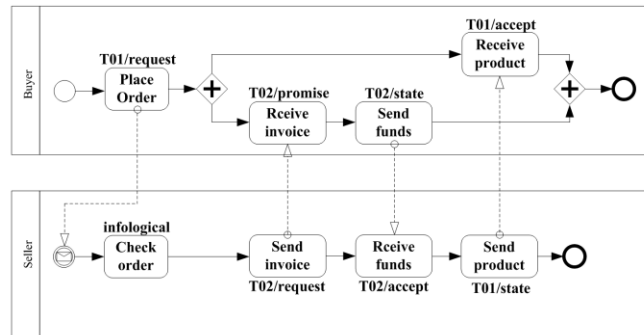 Buyer
T01/request
Place
Order
T02/promise
Rceive
invoice
T02/state
Send
funds
T01/accept
Receive
product
Seller
infological
Check
order
Send
invoice
T02/request
Rceive
funds
T02/accept
Send
product
T01/state